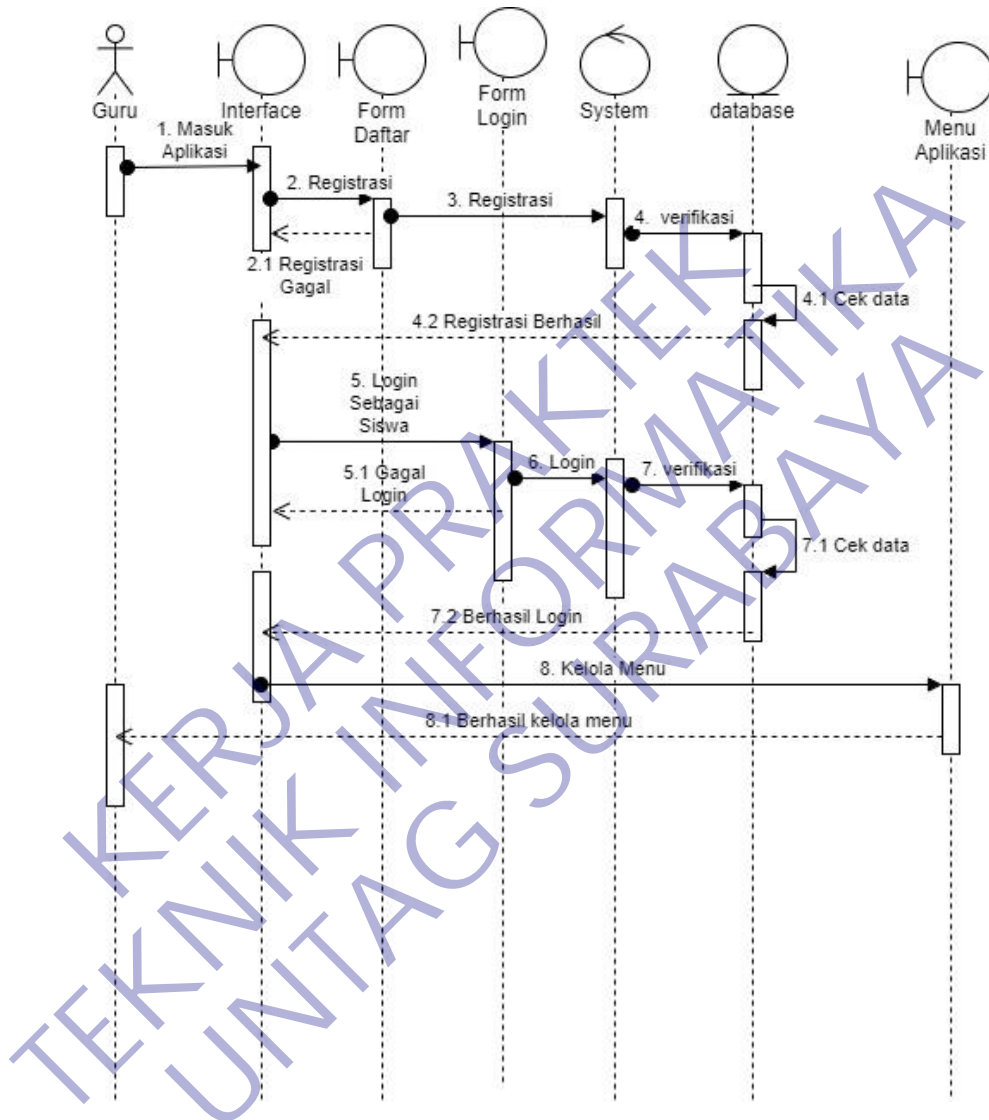 Guru
Interface
Form
Daftar
Form
Login
System
database
Menu
Aplikasi
1. Masuk
Aplikasi
2. Registrasi
3. Registrasi
4. verifikasi
2.1 Registrasi
Gagal
4.1 Cek data
4.2 Registrasi Berhasil
5. Login
Sebagai
Siswa
5.1 Gagal
Login
6. Login
7. verifikasi
7.1 Cek data
7.2 Berhasil Login
8. Kelola Menu
8.1 Berhasil kelola menu
KERJA PRAKTEK
TEKNIK INFORMATIKA
UNTAG SURABAYA